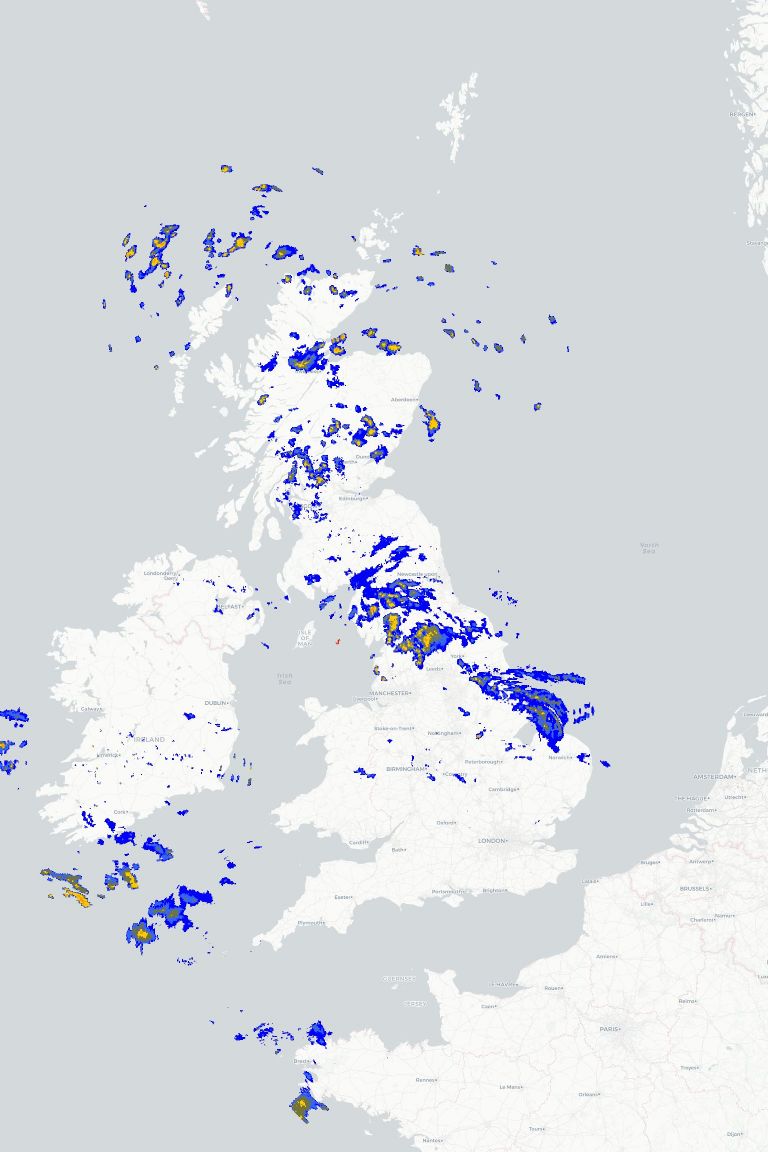 BERGEN
Aberdeen
Edinburgh
North
Sea
Londonderry/
Derry
Newcastle upon
BELFAST
ISLE
OF
MAN
York
Leeds
Irish
Sea
MANCHESTER
Liverpool
DUBLIN
Galway
Stoke-on-Trent
Nottingham
IRELAND
Limerick
Norwich
Peterborough
BIRMINGHAM
Coventry
AMSTERDAM
NETH
THE HAGUE
Utrecht
Rotterdam
Cambridge
Cork
Oxford
Cardiff
LONDON
Bath
Bruges
Antwerp
Calais
BRUSSELS
Exeter
Portsmouth
Brighton
Lille
Charleroi
Namur
Plymouth
Amiens
GUERNSEY
LE HAVRE
Rouen
JERSEY
Caen
Reims
PARIS
Brest
Troyes
Rennes
Le Mans
Orléans
Tours
Dijon
Nantes